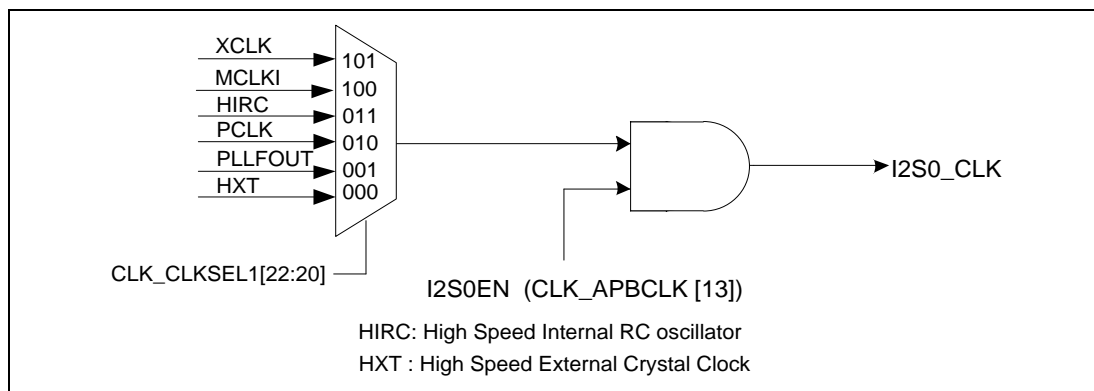 XCLK
101
MCLKI
100
HIRC
011
PCLK
010
PLLFOUT
001
HXT
000
I2S0_CLK
CLK_CLKSEL1[22:20]
I2S0EN (CLK_APBCLK [13])
HIRC: High Speed Internal RC oscillator
HXT : High Speed External Crystal Clock